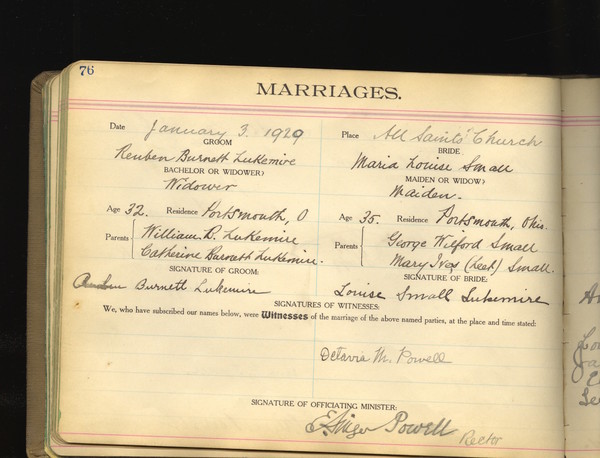 76
MARRIAGES.
Date January 3. 1929 Place All Saints' Church
GROOM BRIDE
Reuben Burnett Lukemire Maria Louise Small
BACHELOR OR WIDOWER? MAIDEN OR WIDOW?
Widower Maiden.
Age 32. Residence Portsmouth, O Age 35. Residence Portsmouth, Ohio.
Parents William B. Lukemire Parents George Wilford Small
Catherine Burnett Lukemire. Mary Ives (Leet) Small.
SIGNATURE OF GROOM: SIGNATURE OF BRIDE:
Burnett Lukemire Louise Small Lukemire
SIGNATURES OF WITNESSES:
We, who have subscribed our names below, were Witnesses of the marriage of the above named parties, at the place and time stated:
Octavia M. Powell
SIGNATURE OF OFFICIATING MINISTER:
Powell Rector